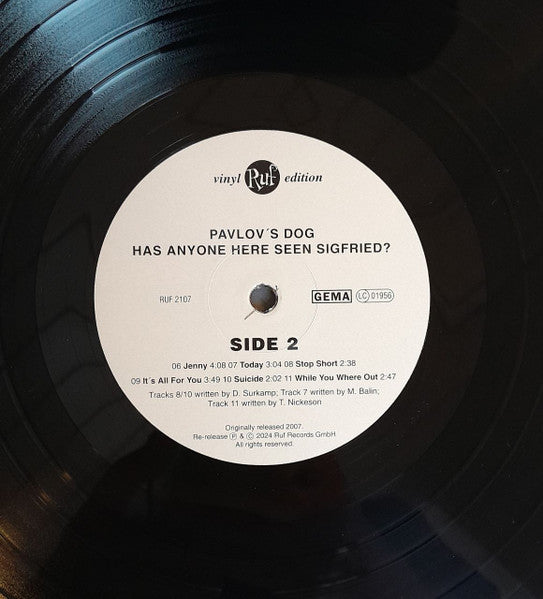 vinyl Ruf edition
PAVLOV´S DOG
HAS ANYONE HERE SEEN SIGFRIED?
RUF 2107 GEMA LC 01956
SIDE 2
06 Jenny 4:08 07 Today 3:04 08 Stop Short 2:38
09 It´s All For You 3:49 10 Suicide 2:02 11 While You Where Out 2:47
Tracks 8/10 written by D. Surkamp; Track 7 written by M. Balin;
Track 11 written by T. Nickeson
Originally released 2007.
Re-release Ⓟ & © 2024 Ruf Records GmbH
All rights reserved.